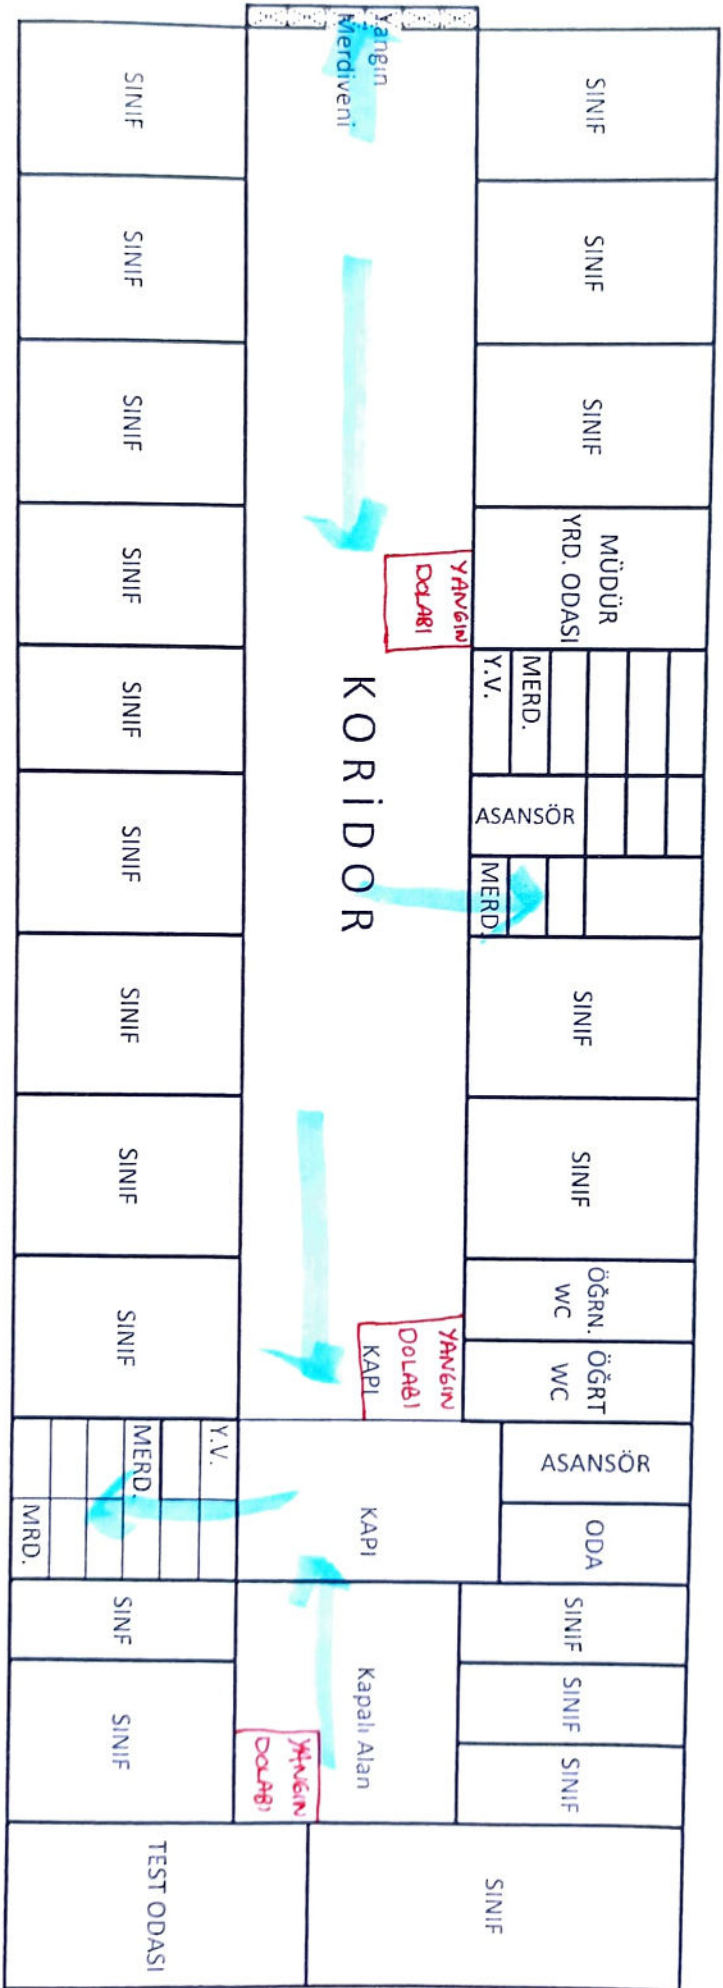 SINIF
SINIF
SINIF
MÜDÜR
YRD. ODASI
MERD.
Y.V.
ASANSÖR
MERD.
SINIF
SINIF
ÖĞRN.
WC
ÖĞRT
WC
ASANSÖR
ODA
SINIF
SINIF
SINIF
SINIF
Yangın
Merdiveni
YANGIN
DOLABI
KORİDOR
YANGIN
DOLABI
KAPI
KAPI
Kapalı Alan
YANGIN
DOLABI
SINIF
SINIF
SINIF
SINIF
SINIF
SINIF
SINIF
SINIF
SINIF
Y.V.
MERD.
MRD.
SINF
SINIF
TEST ODASI